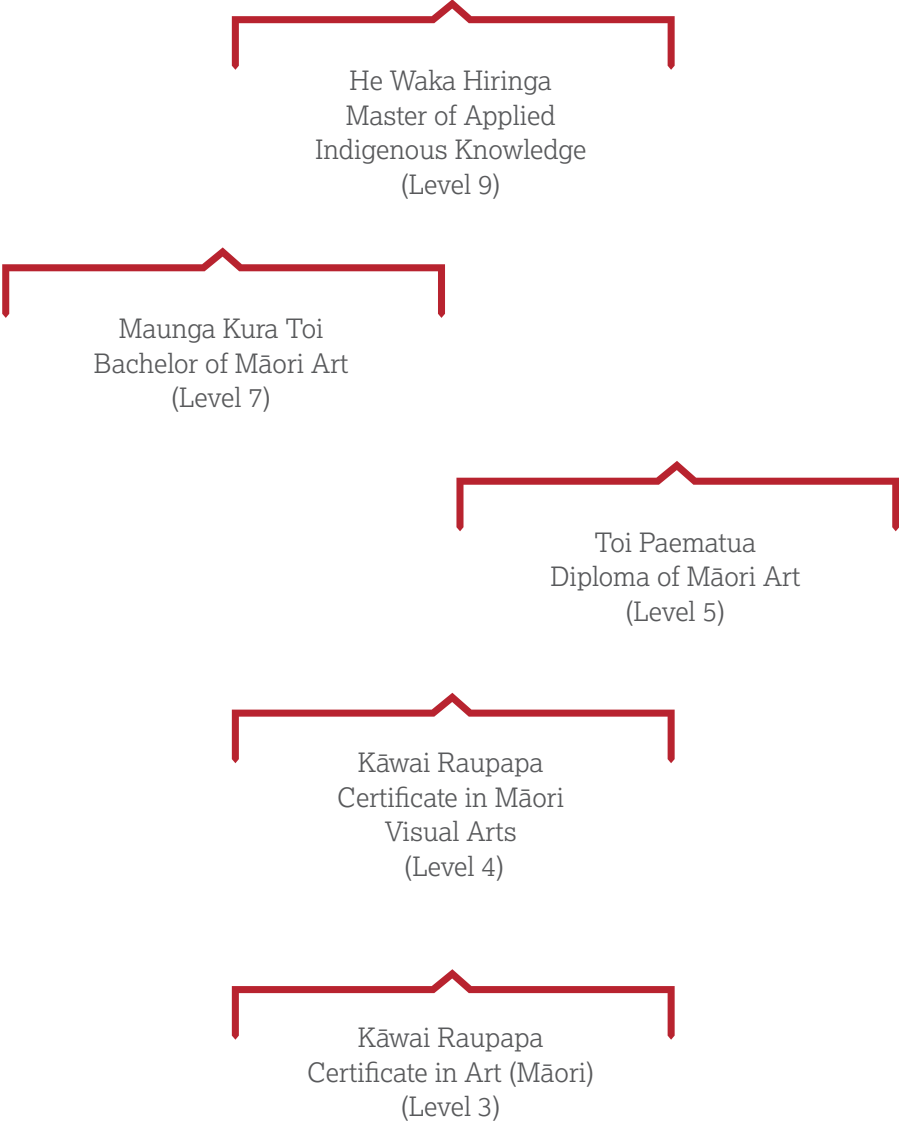 He Waka Hiringa
Master of Applied
Indigenous Knowledge
(Level 9)
Maunga Kura Toi
Bachelor of Māori Art
(Level 7)
Toi Paematua
Diploma of Māori Art
(Level 5)
Kāwai Raupapa
Certificate in Māori
Visual Arts
(Level 4)
Kāwai Raupapa
Certificate in Art (Māori)
(Level 3)